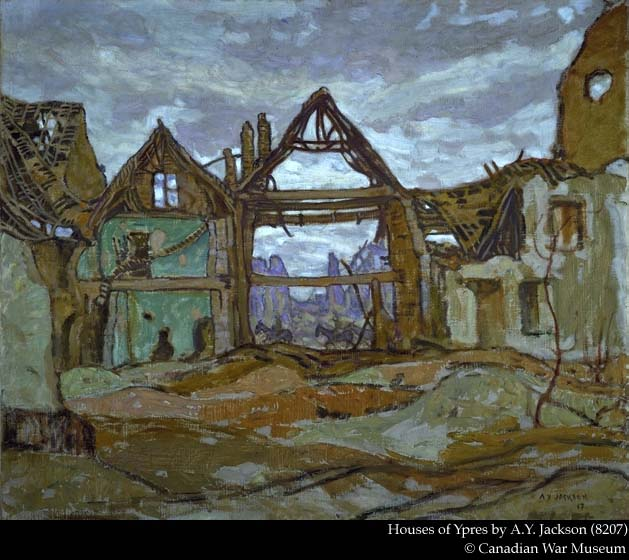 A Y JACKSON
17
Houses of Ypres by A.Y. Jackson (8207)
© Canadian War Museum